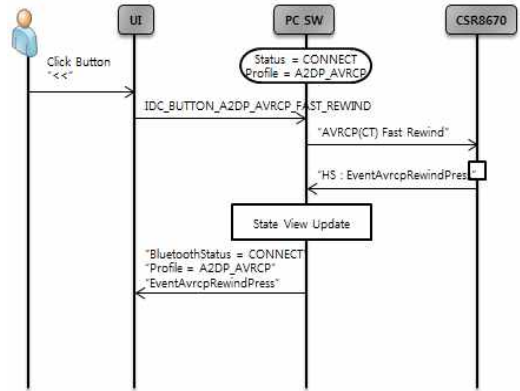 UI
PC SW
CSR8670
Click Button
"<<"
Status = CONNECT
Profile = A2DP_AVRCP
IDC_BUTTON_A2DP_AVRCP_FAST_REWIND
"AVRCP(CT) Fast Rewind"
"HS : EventAvrcpRewindPress"
State View Update
"BluetoothStatus = CONNECT"
"Profile = A2DP_AVRCP"
"EventAvrcpRewindPress"